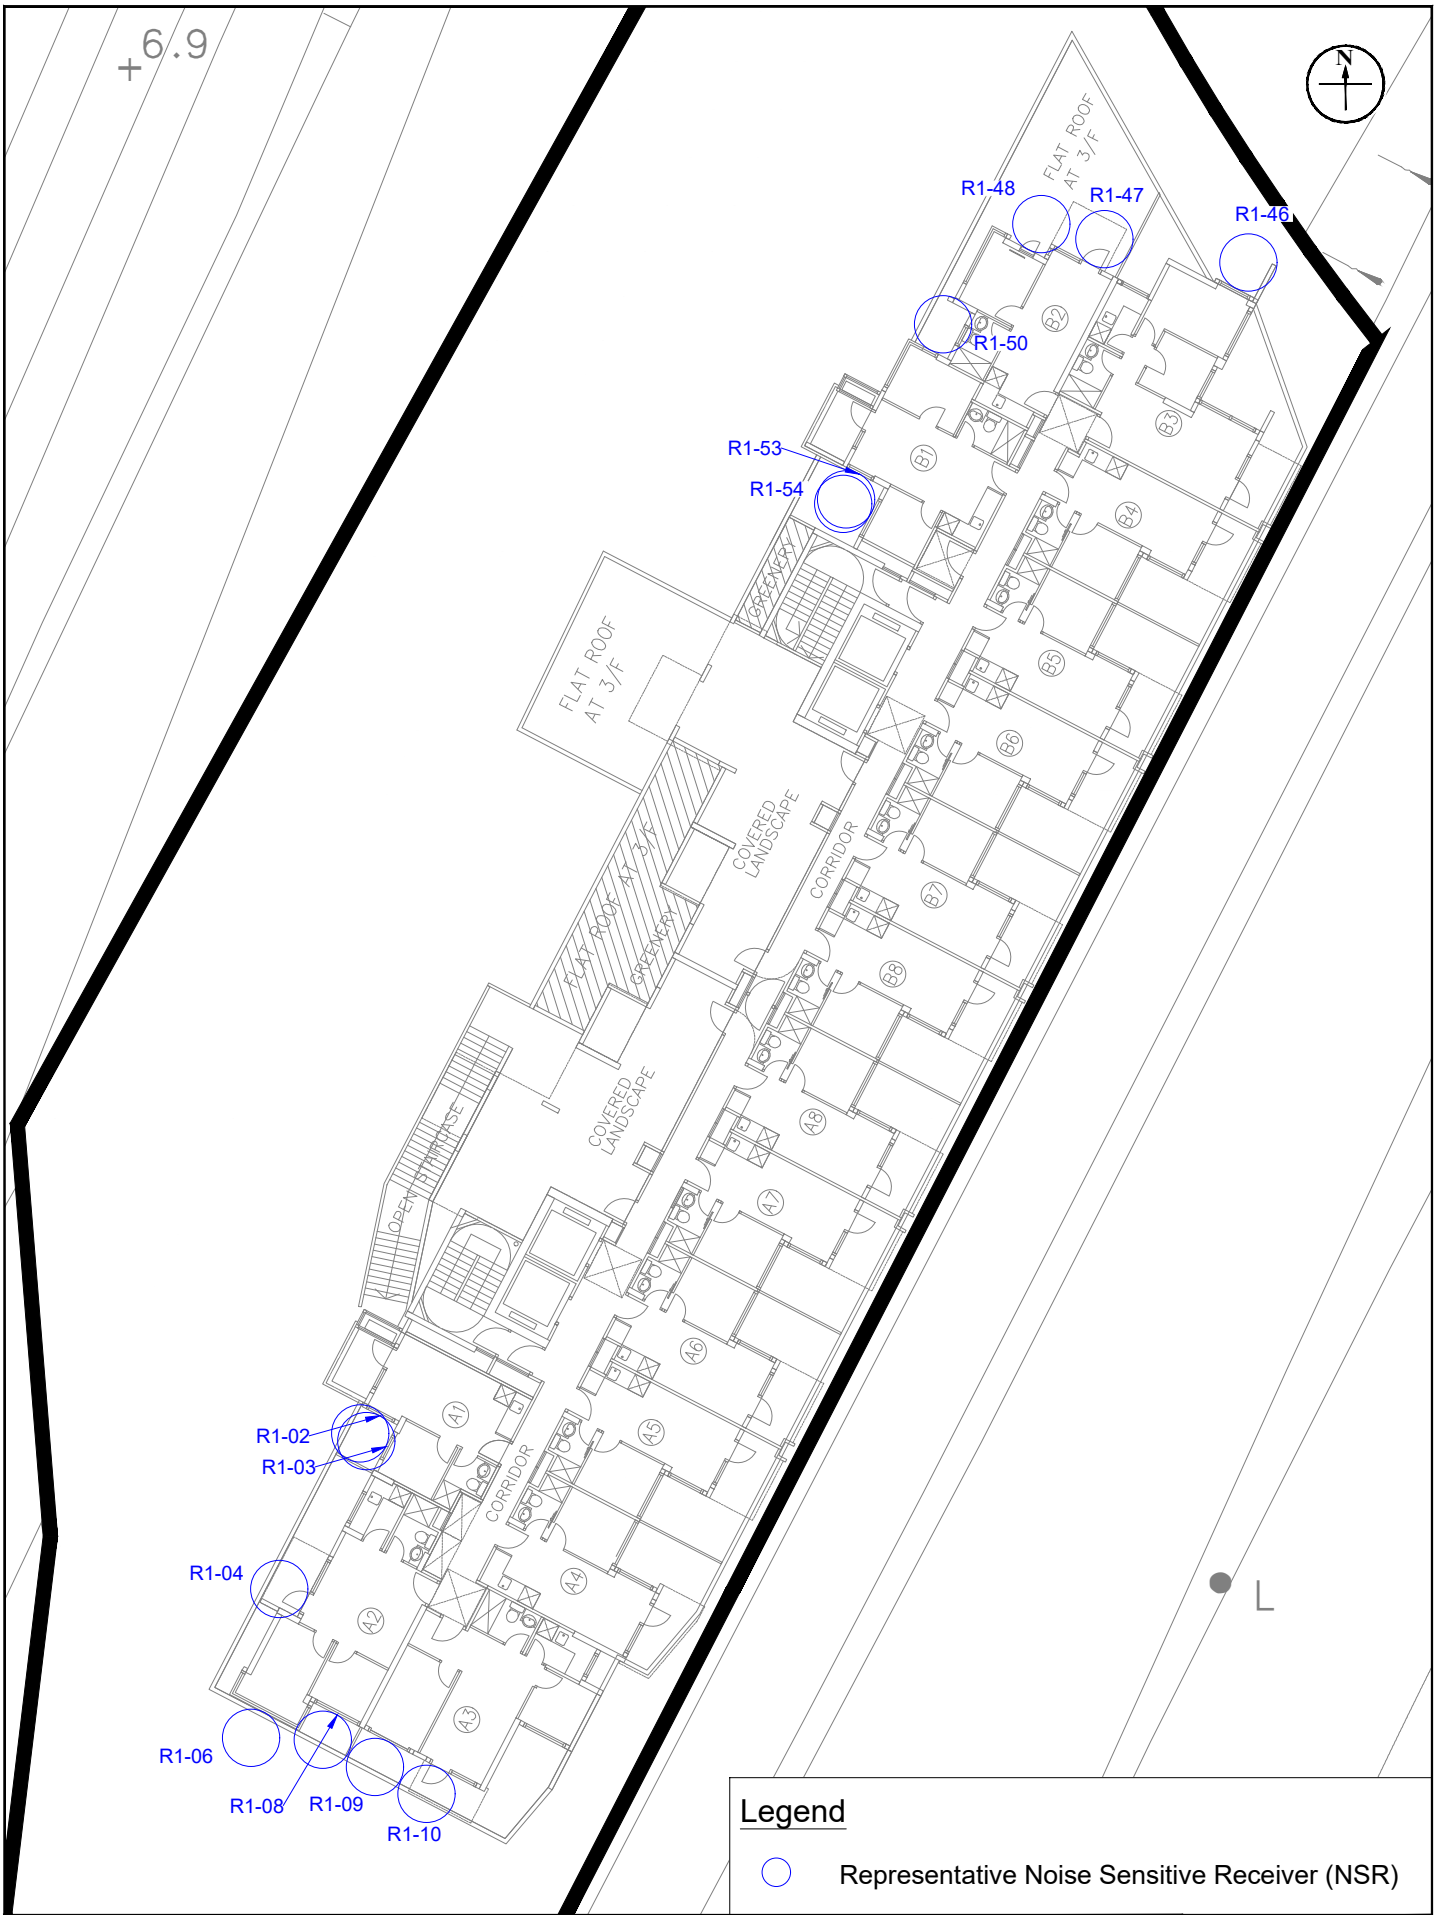 6.9
N
FLAT ROOF
AT 3/F
R1-48
R1-47
R1-46
R1-50
B2
B3
R1-53
R1-54
B1
B4
GREENERY
FLAT ROOF
AT 3/F
B5
B6
COVERED
LANDSCAPE
CORRIDOR
FLAT ROOF AT 3/F
GREENERY
B7
B8
COVERED
LANDSCAPE
OPEN STAIRCASE
A8
A7
A6
A5
A1
R1-02
R1-03
CORRIDOR
R1-04
A4
A2
A3
L
R1-06
R1-08
R1-09
R1-10
Legend
Representative Noise Sensitive Receiver (NSR)